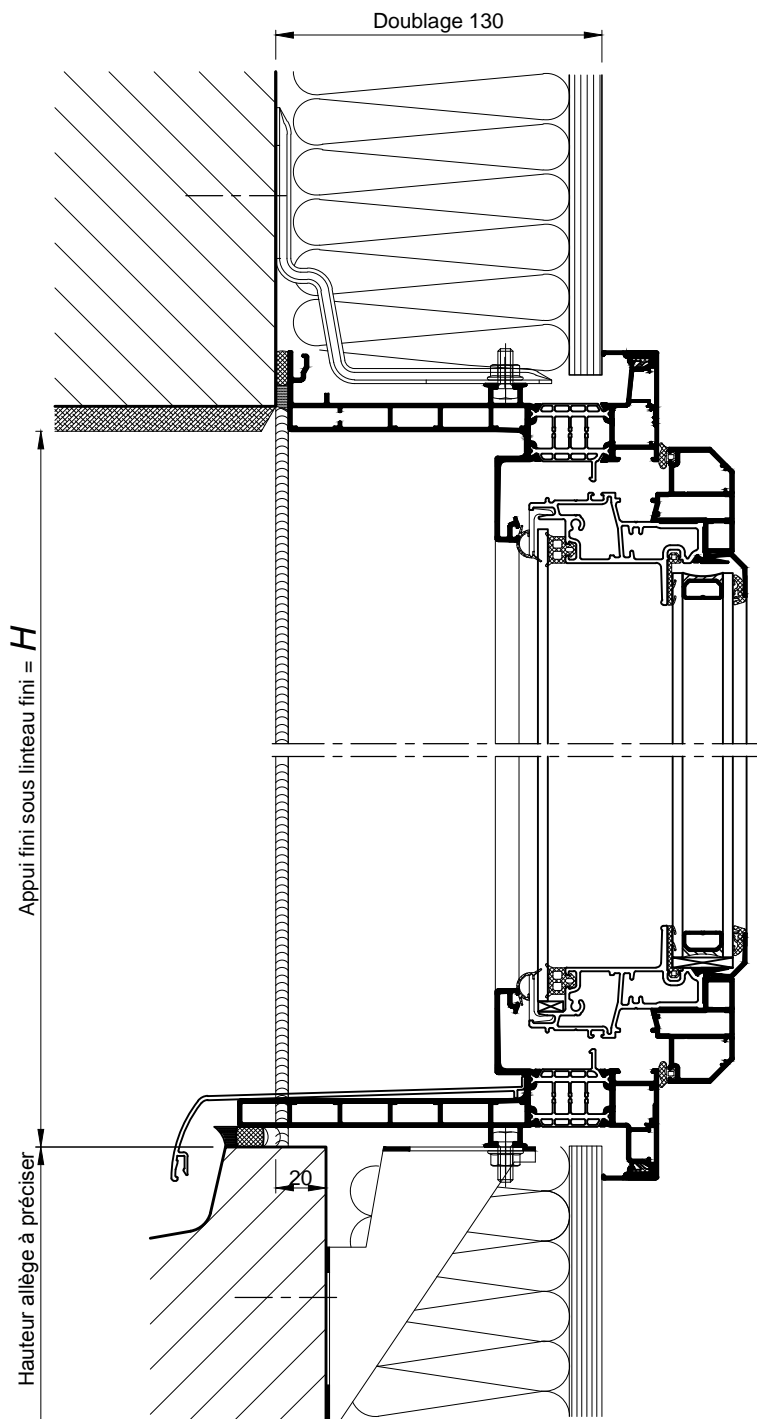 Doublage 130
Appui fini sous linteau fini = H
20
Hauteur allège à préciser